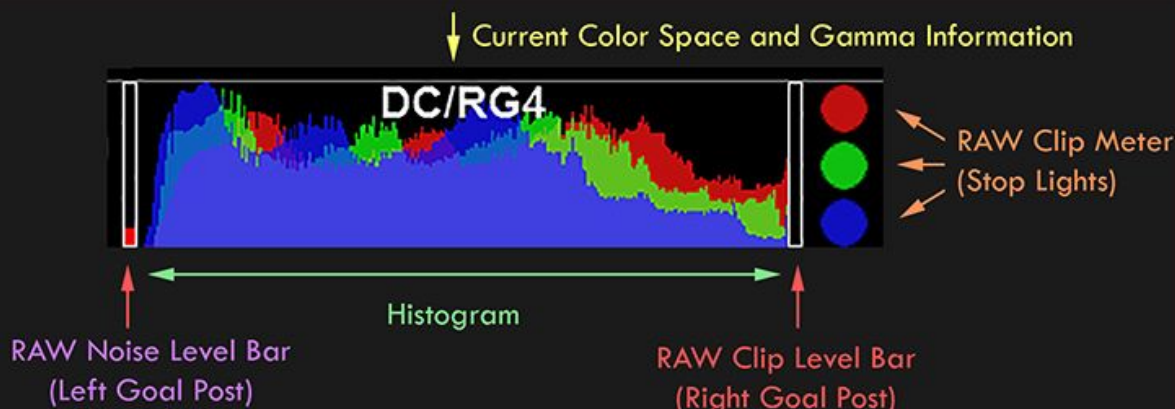 Current Color Space and Gamma Information
DC/RG4
RAW Clip Meter
(Stop Lights)
Histogram
RAW Noise Level Bar
(Left Goal Post)
RAW Clip Level Bar
(Right Goal Post)